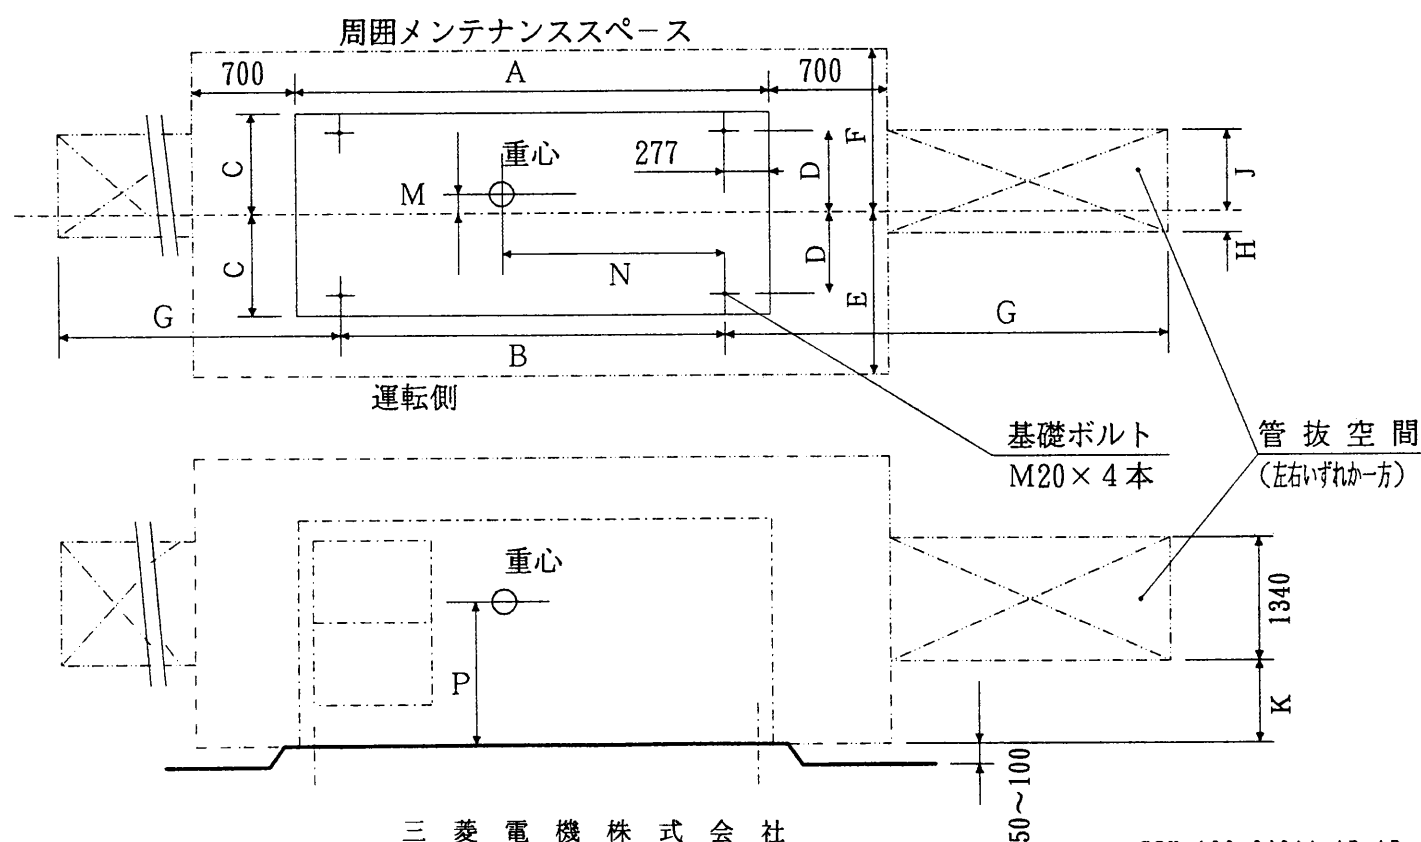 周囲メンテナンススペース
700
A
700
C
重心
277
D
F
J
M
C
N
D
E
H
G
B
G
運転側
基礎ボルト
M20×4本
管抜空間
(左右いずれか一方)
重心
1340
P
K
50~100
三菱電機株式会社